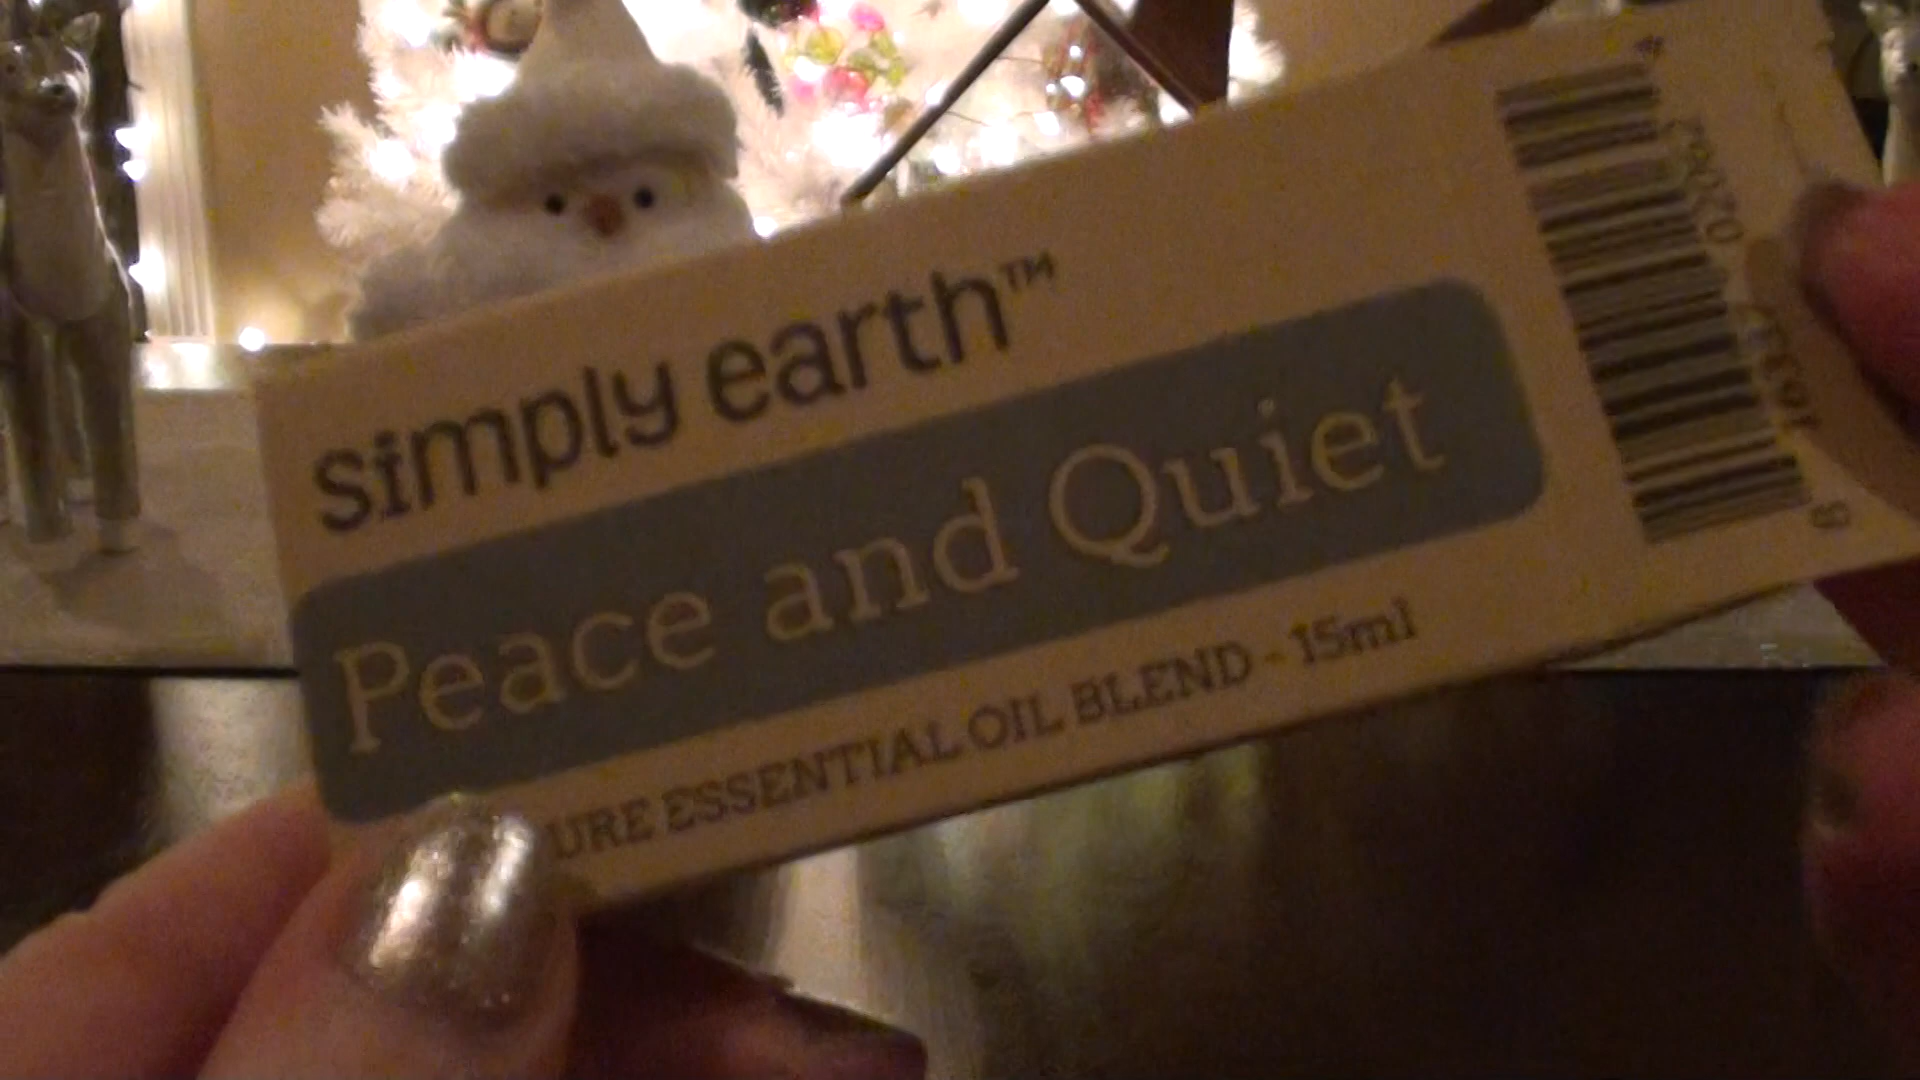 simply earth™
Peace and Quiet
URE ESSENTIAL OIL BLEND - 15ml